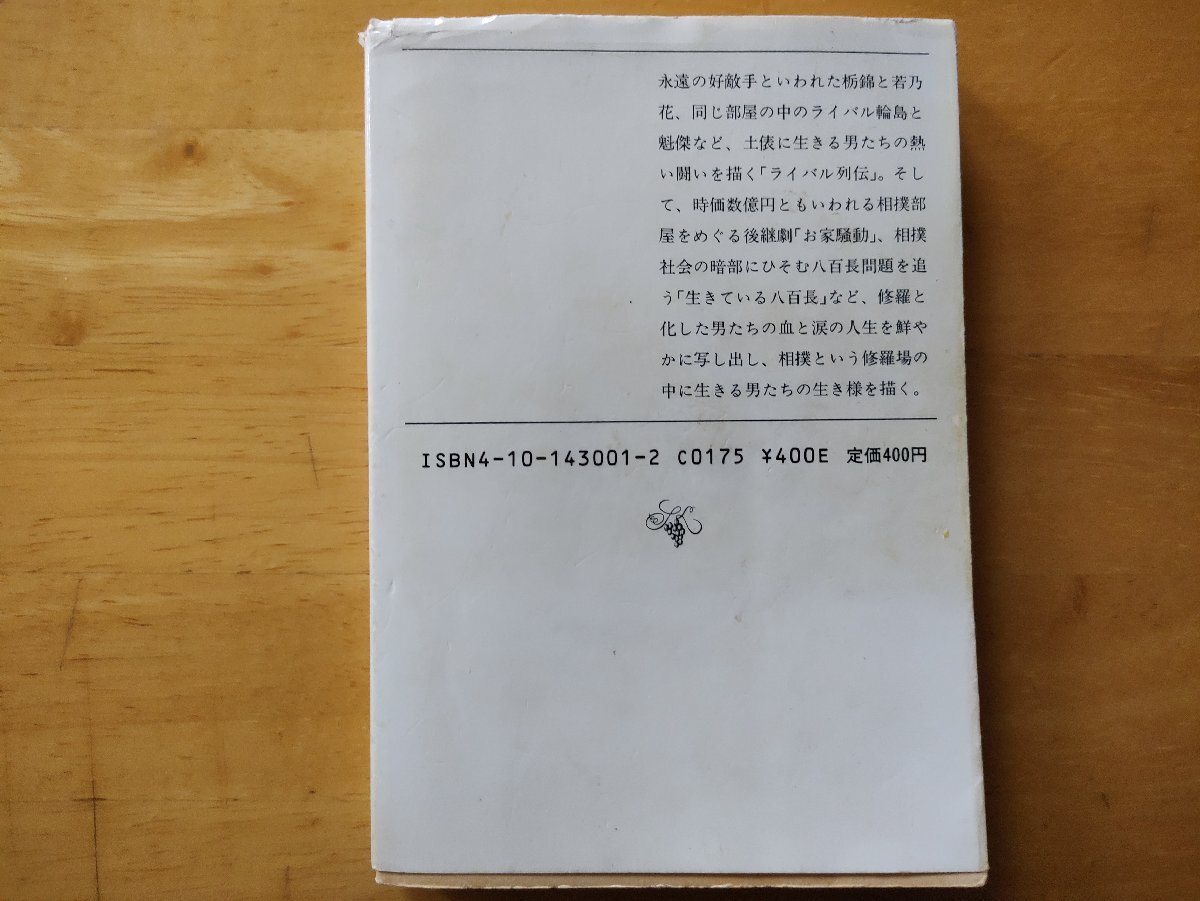 永遠の好敵手といわれた栃錦と若乃
花、同じ部屋の中のライバル輪島と
魁傑など、土俵に生きる男たちの熱
い闘いを描く「ライバル列伝」。そし
て、時価数億円ともいわれる相撲部
屋をめぐる後継劇「お家騒動」、相撲
社会の暗部にひそむ八百長問題を追
う「生きている八百長」など、修羅と
化した男たちの血と涙の人生を鮮や
かに写し出し、相撲という修羅場の
中に生きる男たちの生き様を描く。
ISBN4-10-143001-2 C0175 ¥400E 定価400円